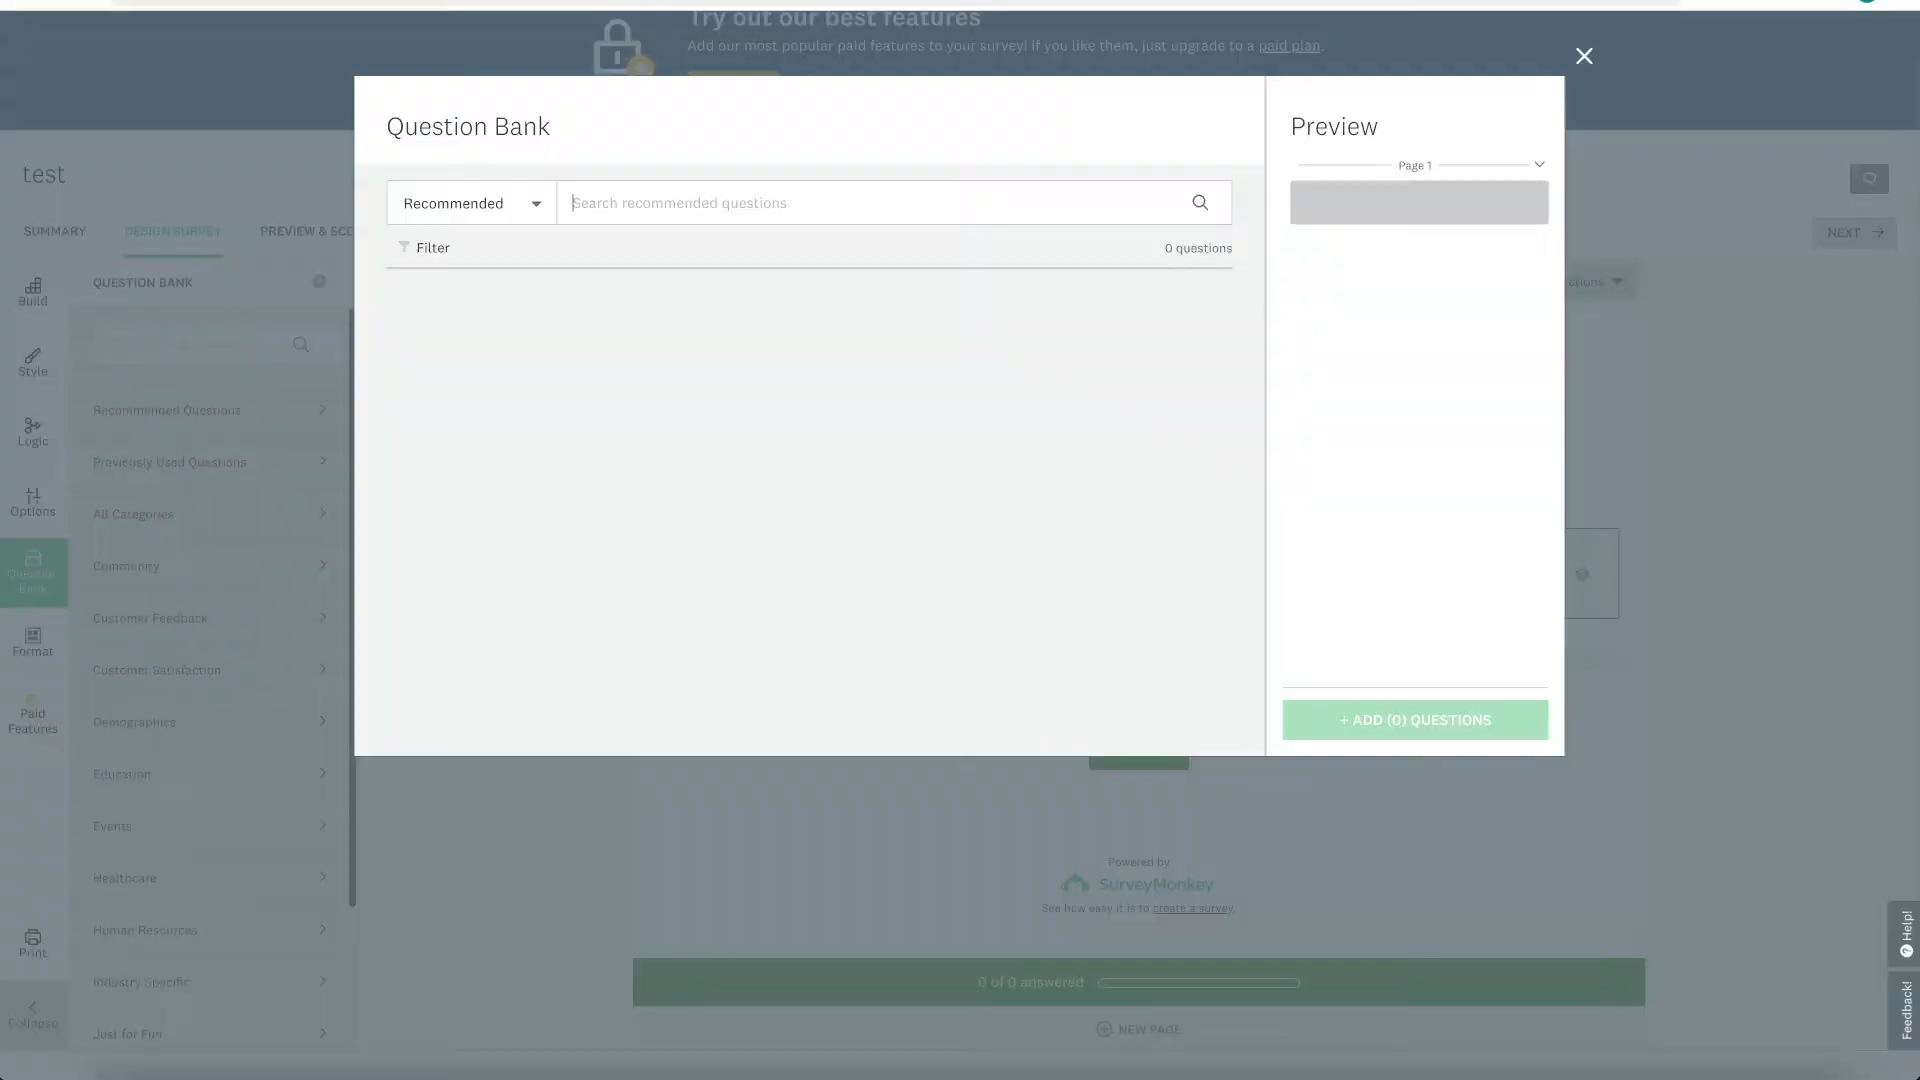 Try out our best features
Add our most popular paid features to your survey! If you like them, just upgrade to a paid plan.
Question Bank
Preview
Page 1
test
Recommended
Search recommended questions
SUMMARY
DESIGN SURVEY
PREVIEW & SCO
NEXT
Filter
0 questions
QUESTION BANK
ctions
Build
Style
Recommended Questions
Logic
Previously Used Questions
Options
All Categories
Community
Question
Bank
Customer Feedback
Format
Customer Satisfaction
Paid
Features
Demographics
+ ADD (0) QUESTIONS
Education
Events
Powered by
SurveyMonkey
See how easy it is to create a survey.
Healthcare
Human Resources
Print
Help!
Industry Specific
0 of 0 answered
Collapse
Feedback!
Just for Fun
NEW PAGE